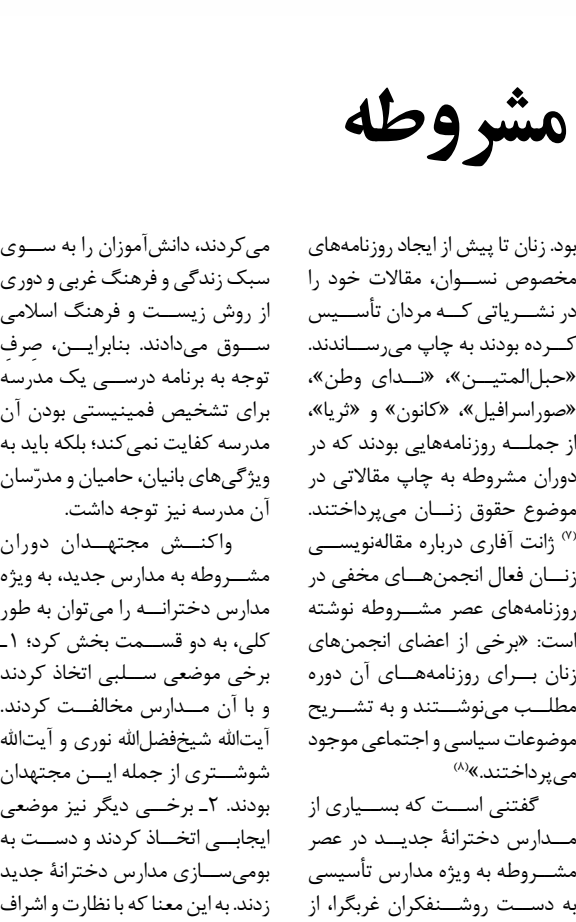 مشروطه
بود. زنان تا پیش از ایجاد روزنامه‌های
مخصوص نسوان، مقالات خود را
در نشریاتی که مردان تأسیس
کرده بودند به چاپ می‌رساندند.
«حبل‌المتین»، «ندای وطن»،
«صوراسرافیل»، «کانون» و «ثریا»،
از جمله روزنامه‌هایی بودند که در
دوران مشروطه به چاپ مقالاتی در
موضوع حقوق زنان می‌پرداختند.
(۷) ژانت آفاری درباره مقاله‌نویسی
زنان فعال انجمن‌های مخفی در
روزنامه‌های عصر مشروطه نوشته
است: «برخی از اعضای انجمن‌های
زنان برای روزنامه‌های آن دوره
مطلب می‌نوشتند و به تشریح
موضوعات سیاسی و اجتماعی موجود
می‌پرداختند.»(۸)
گفتنی است که بسیاری از
مدارس دخترانهٔ جدید در عصر
مشروطه به ویژه مدارس تأسیسی
به دست روشنفکران غربگرا، از
می‌کردند، دانش‌آموزان را به سوی
سبک زندگی و فرهنگ غربی و دوری
از روش زیست و فرهنگ اسلامی
سوق می‌دادند. بنابراین، صِرفِ
توجه به برنامه درسی یک مدرسه
برای تشخیص فمینیستی بودن آن
مدرسه کفایت نمی‌کند؛ بلکه باید به
ویژگی‌های بانیان، حامیان و مدرّسان
آن مدرسه نیز توجه داشت.
واکنش مجتهدان دوران
مشروطه به مدارس جدید، به ویژه
مدارس دخترانه را می‌توان به طور
کلی، به دو قسمت بخش کرد؛ ۱ـ
برخی موضعی سلبی اتخاذ کردند
و با آن مدارس مخالفت کردند.
آیت‌الله شیخ‌فضل‌الله نوری و آیت‌الله
شوشتری از جمله این مجتهدان
بودند. ۲ـ برخی دیگر نیز موضعی
ایجابی اتخاذ کردند و دست به
بومی‌سازی مدارس دخترانهٔ جدید
زدند. به این معنا که با نظارت و اشراف